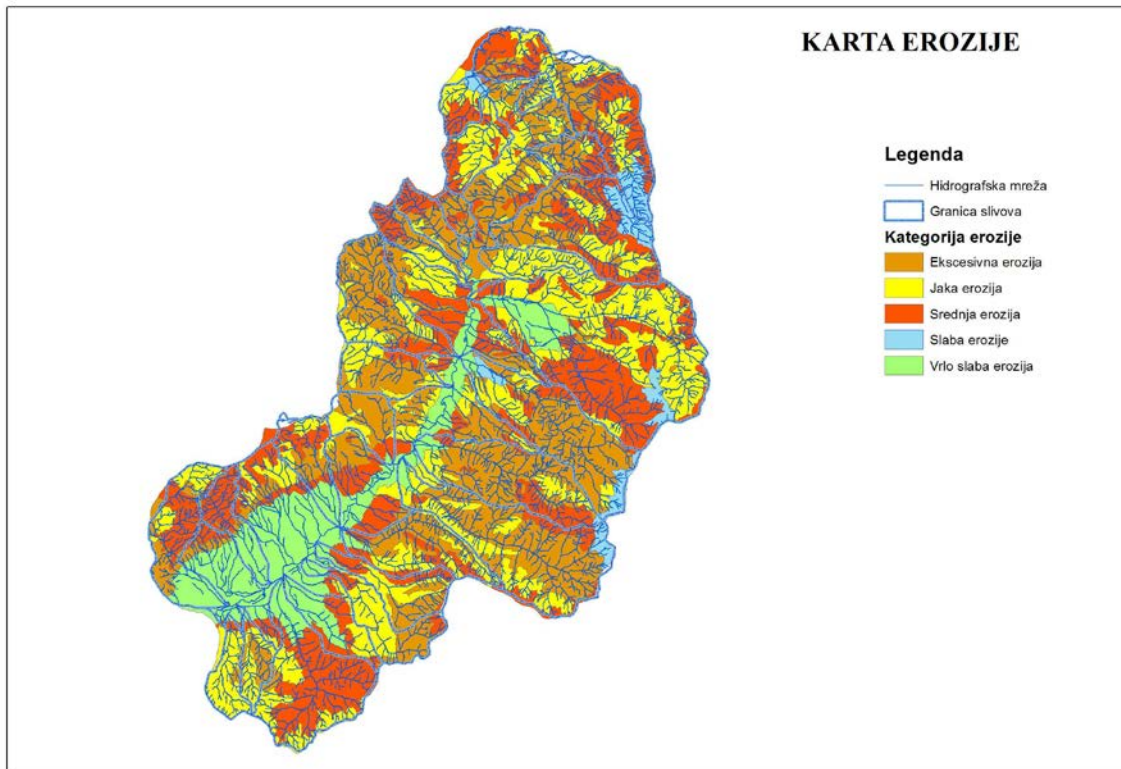 KARTA EROZIJE
Legenda
Hidrografska mreža
Granica slivova
Kategorija erozije
Ekscesivna erozija
Jaka erozija
Srednja erozija
Slaba erozije
Vrlo slaba erozija